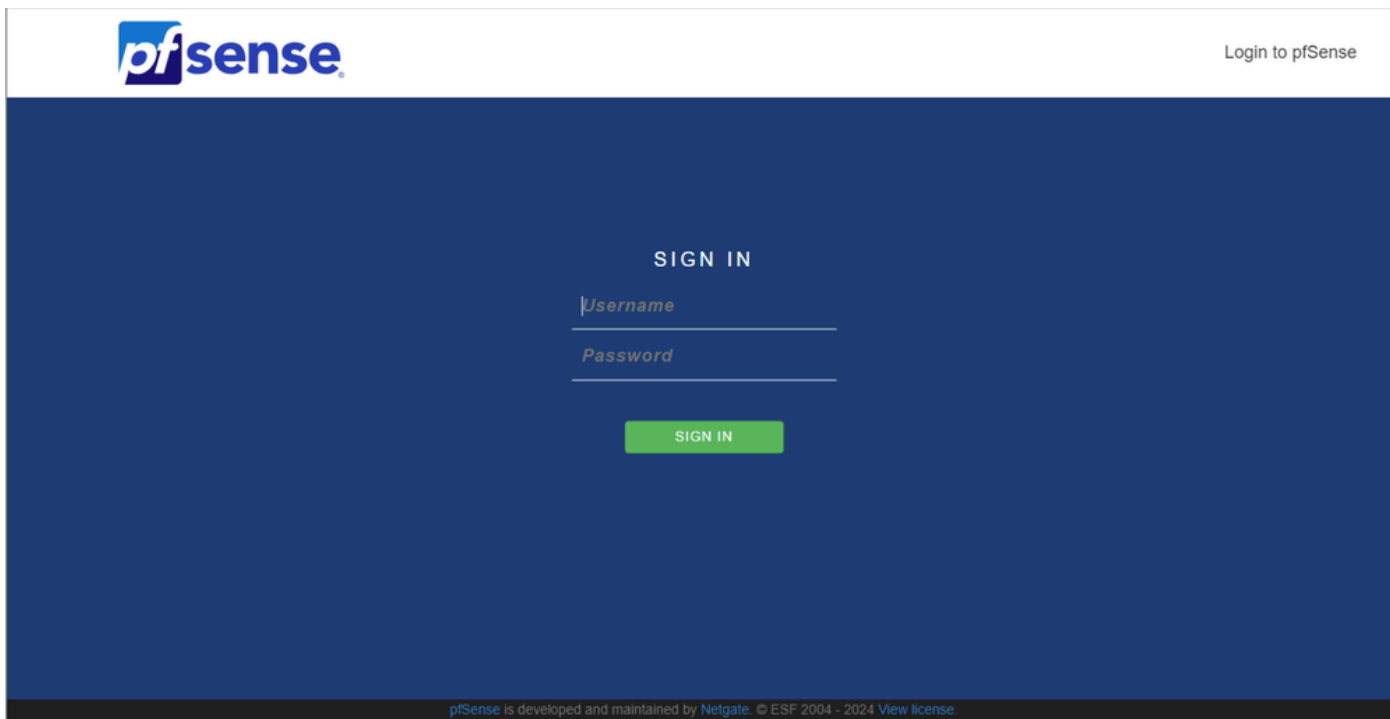 pfsense
Login to pfSense
SIGN IN
Username
Password
SIGN IN
pfSense is developed and maintained by Netgate. © ESF 2004 - 2024 View license.